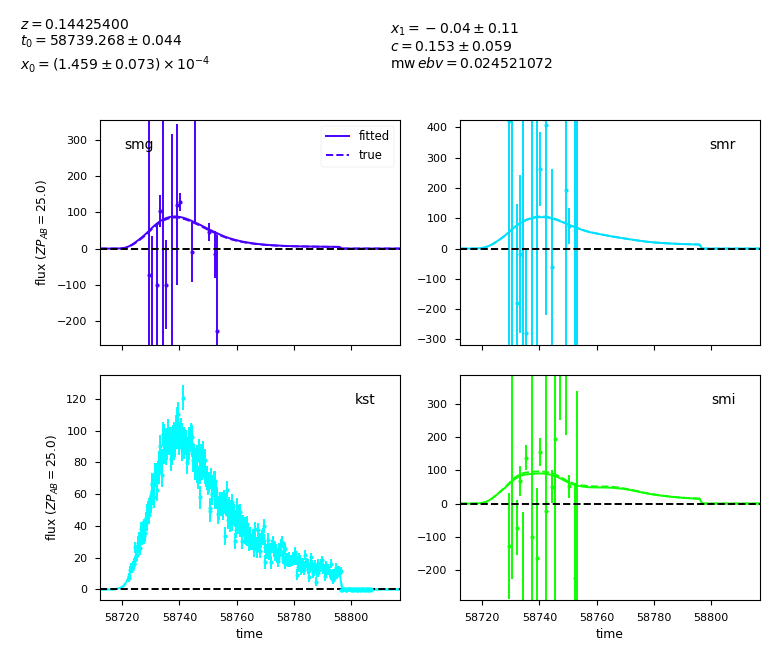 z = 0.14425400
t₀ = 58739.268 ± 0.044
x₀ = (1.459 ± 0.073) × 10⁻⁴
x₁ = −0.04 ± 0.11
c = 0.153 ± 0.059
mw ebv = 0.024521072
smg
fitted
true
300
200
100
0
−100
−200
flux (ZP_AB = 25.0)
smr
400
300
200
100
0
−100
−200
−300
kst
120
100
80
60
40
20
0
flux (ZP_AB = 25.0)
58720 58740 58760 58780 58800
time
smi
300
200
100
0
−100
−200
58720 58740 58760 58780 58800
time